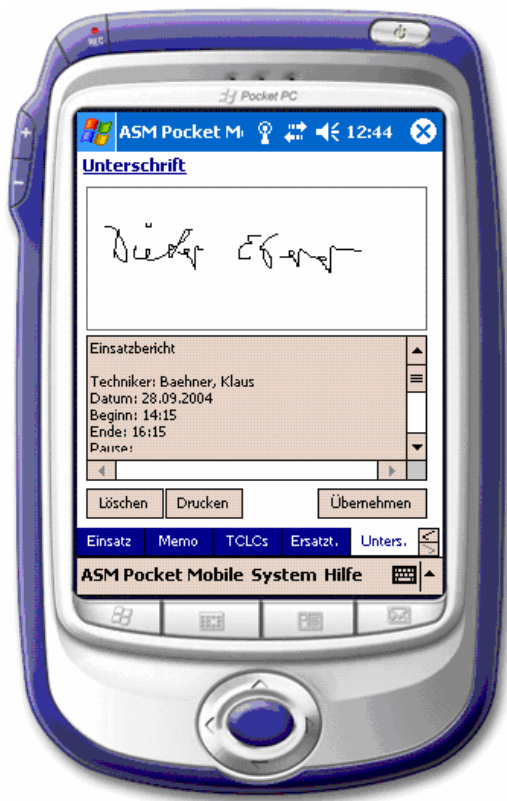 REC
Pocket PC
ASM Pocket M 12:44
Unterschrift
Dieter
Einsatzbericht
Techniker: Baehner, Klaus
Datum: 28.09.2004
Beginn: 14:15
Ende: 16:15
Pause:
Löschen Drucken Übernehmen
Einsatz Memo TCLCs Ersatzt. Unters.
ASM Pocket Mobile System Hilfe